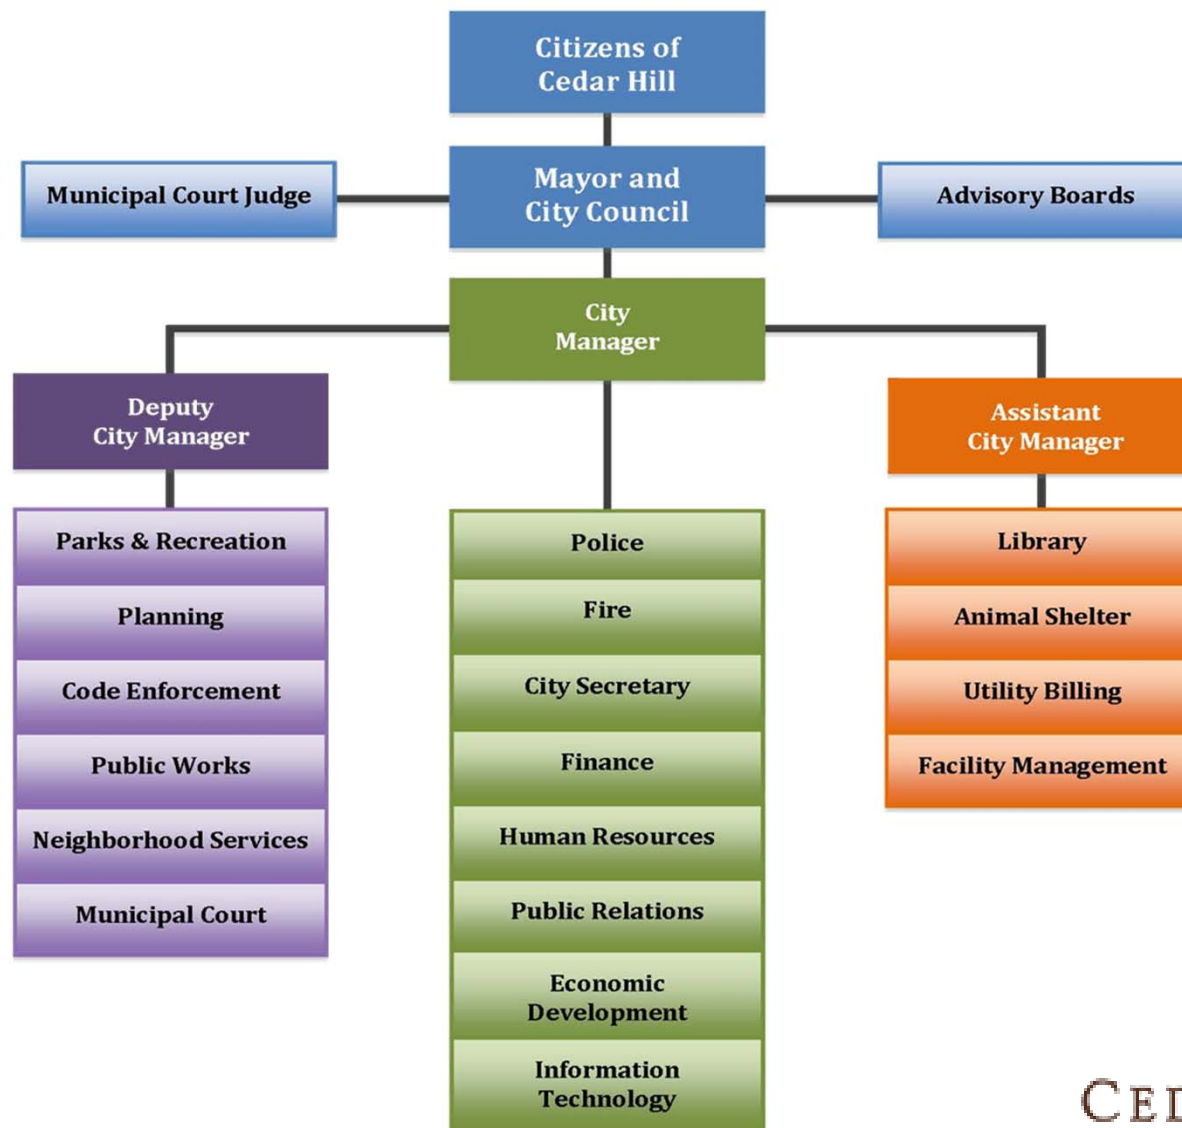 Citizens of
Cedar Hill
Municipal Court Judge
Mayor and
City Council
Advisory Boards
City
Manager
Deputy
City Manager
Assistant
City Manager
Parks & Recreation
Planning
Code Enforcement
Public Works
Neighborhood Services
Municipal Court
Police
Fire
City Secretary
Finance
Human Resources
Public Relations
Economic
Development
Information
Technology
Library
Animal Shelter
Utility Billing
Facility Management